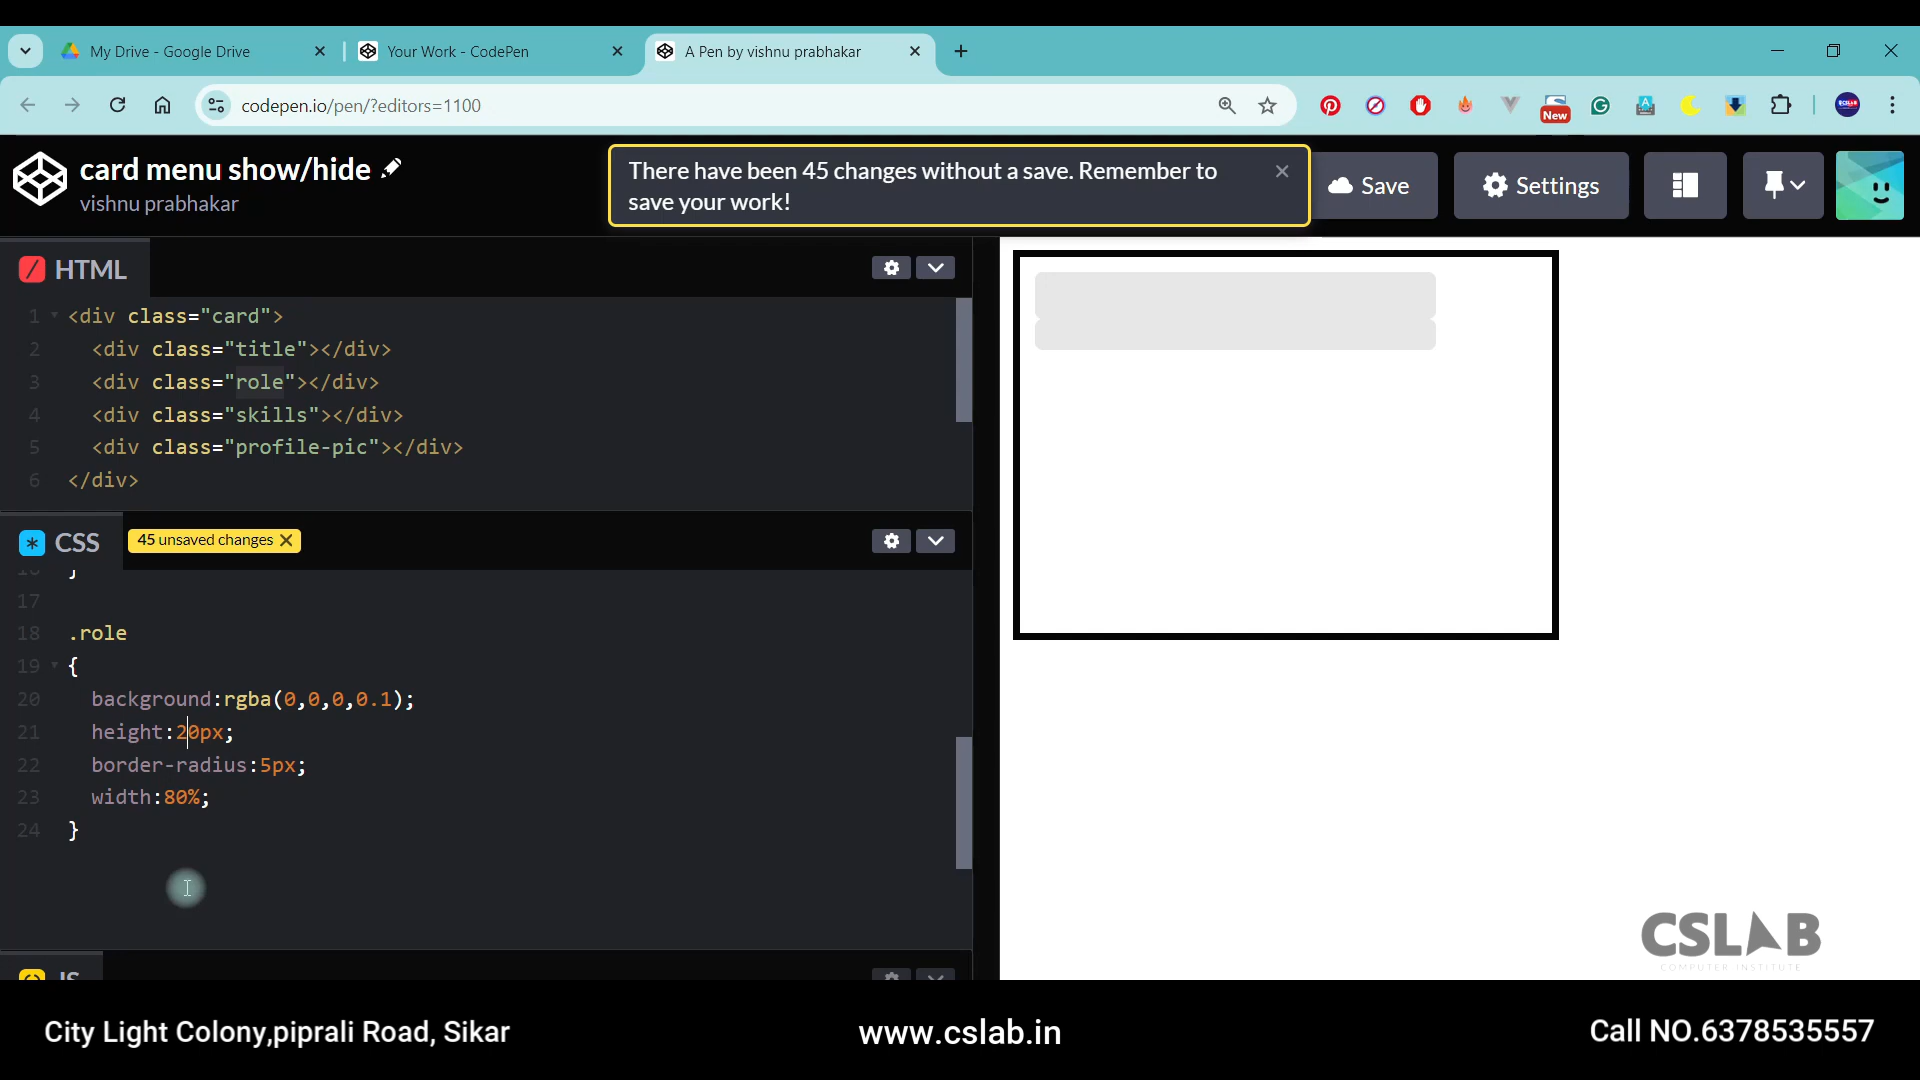 My Drive - Google Drive
Your Work - CodePen
A Pen by vishnu prabhakar
codepen.io/pen/?editors=1100
New
card menu show/hide
vishnu prabhakar
There have been 45 changes without a save. Remember to
save your work!
Save
Settings
HTML
1 <div class="card">
2 <div class="title"></div>
3 <div class="role"></div>
4 <div class="skills"></div>
5 <div class="profile-pic"></div>
6 </div>
CSS
45 unsaved changes
16 }
17
18 .role
19 {
20 background:rgba(0,0,0,0.1);
21 height:20px;
22 border-radius:5px;
23 width:80%;
24 }
JS
CSLAB
COMPUTER INSTITUTE
City Light Colony,piprali Road, Sikar
www.cslab.in
Call NO.6378535557